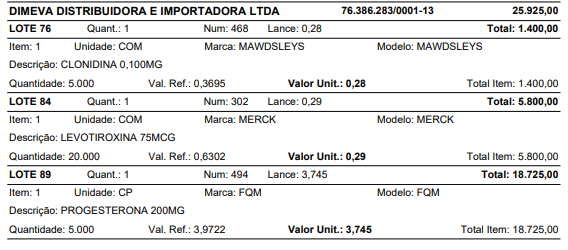 DIMEVA DISTRIBUIDORA E IMPORTADORA LTDA 76.386.283/0001-13 25.925,00
LOTE 76 Quant.: 1 Num: 468 Lance: 0,28 Total: 1.400,00
Item: 1 Unidade: COM Marca: MAWDSLEYS Modelo: MAWDSLEYS
Descrição: CLONIDINA 0,100MG
Quantidade: 5.000 Val. Ref.: 0,3695 Valor Unit.: 0,28 Total Item: 1.400,00
LOTE 84 Quant.: 1 Num: 302 Lance: 0,29 Total: 5.800,00
Item: 1 Unidade: COM Marca: MERCK Modelo: MERCK
Descrição: LEVOTIROXINA 75MCG
Quantidade: 20.000 Val. Ref.: 0,6302 Valor Unit.: 0,29 Total Item: 5.800,00
LOTE 89 Quant.: 1 Num: 494 Lance: 3,745 Total: 18.725,00
Item: 1 Unidade: CP Marca: FQM Modelo: FQM
Descrição: PROGESTERONA 200MG
Quantidade: 5.000 Val. Ref.: 3,9722 Valor Unit.: 3,745 Total Item: 18.725,00